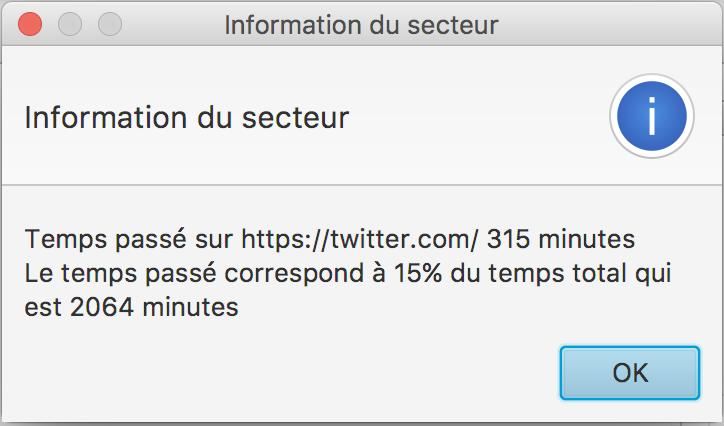 Information du secteur
Information du secteur
i
Temps passé sur https://twitter.com/ 315 minutes
Le temps passé correspond à 15% du temps total qui
est 2064 minutes
OK